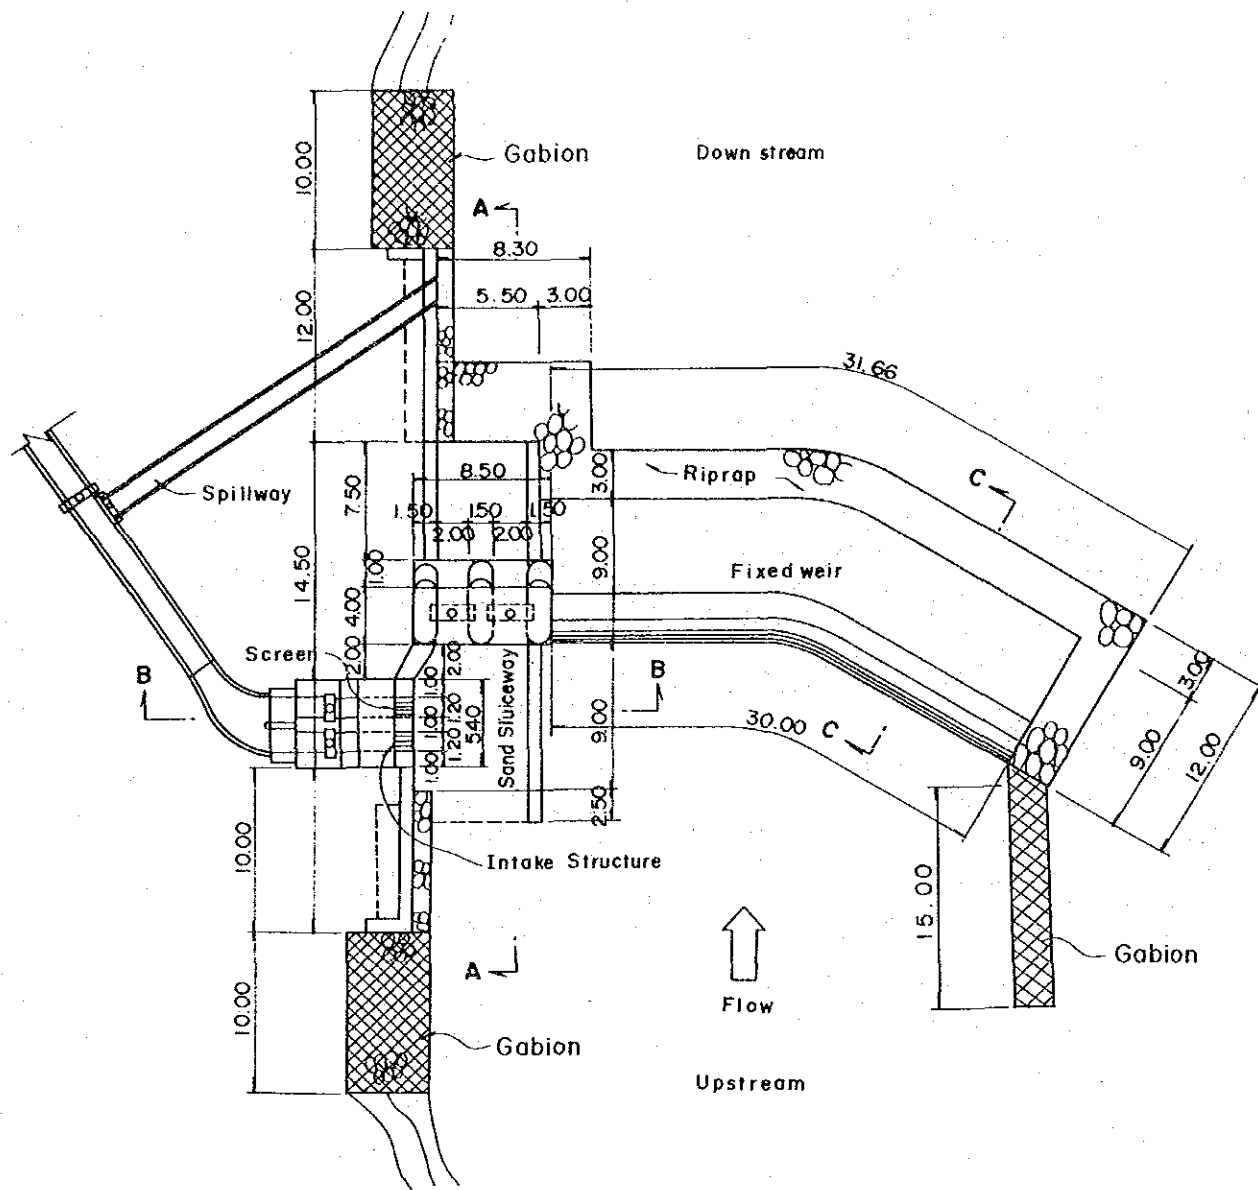 Gabion
Down stream
10.00
A
8.30
5.50
3.00
12.00
31.66
8.50
Riprap
3.00
C
Spillway
7.50
1.50
1.50
1.50
2.00
2.00
14.50
1.00
9.00
Fixed weir
4.00
Screen
2.00
2.00
B
B
1.00
1.20
1.00
540
1.20
1.00
Sand Sluiceway
9.00
30.00
C
3.00
9.00
12.00
2.50
10.00
Intake Structure
15.00
A
Gabion
Flow
10.00
Gabion
Upstream